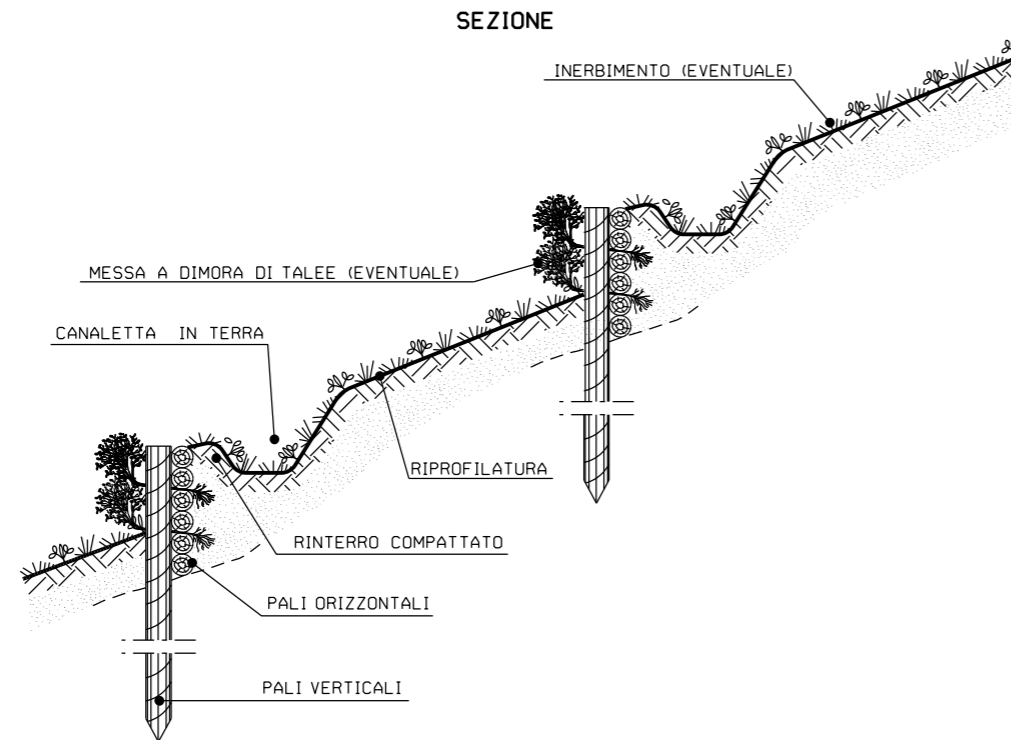 SEZIONE
INERBIMENTO (EVENTUALE)
MESSA A DIMORA DI TALEE (EVENTUALE)
CANALETTA IN TERRA
RIPROFILATURA
RINTERRO COMPATTATO
PALI ORIZZONTALI
PALI VERTICALI